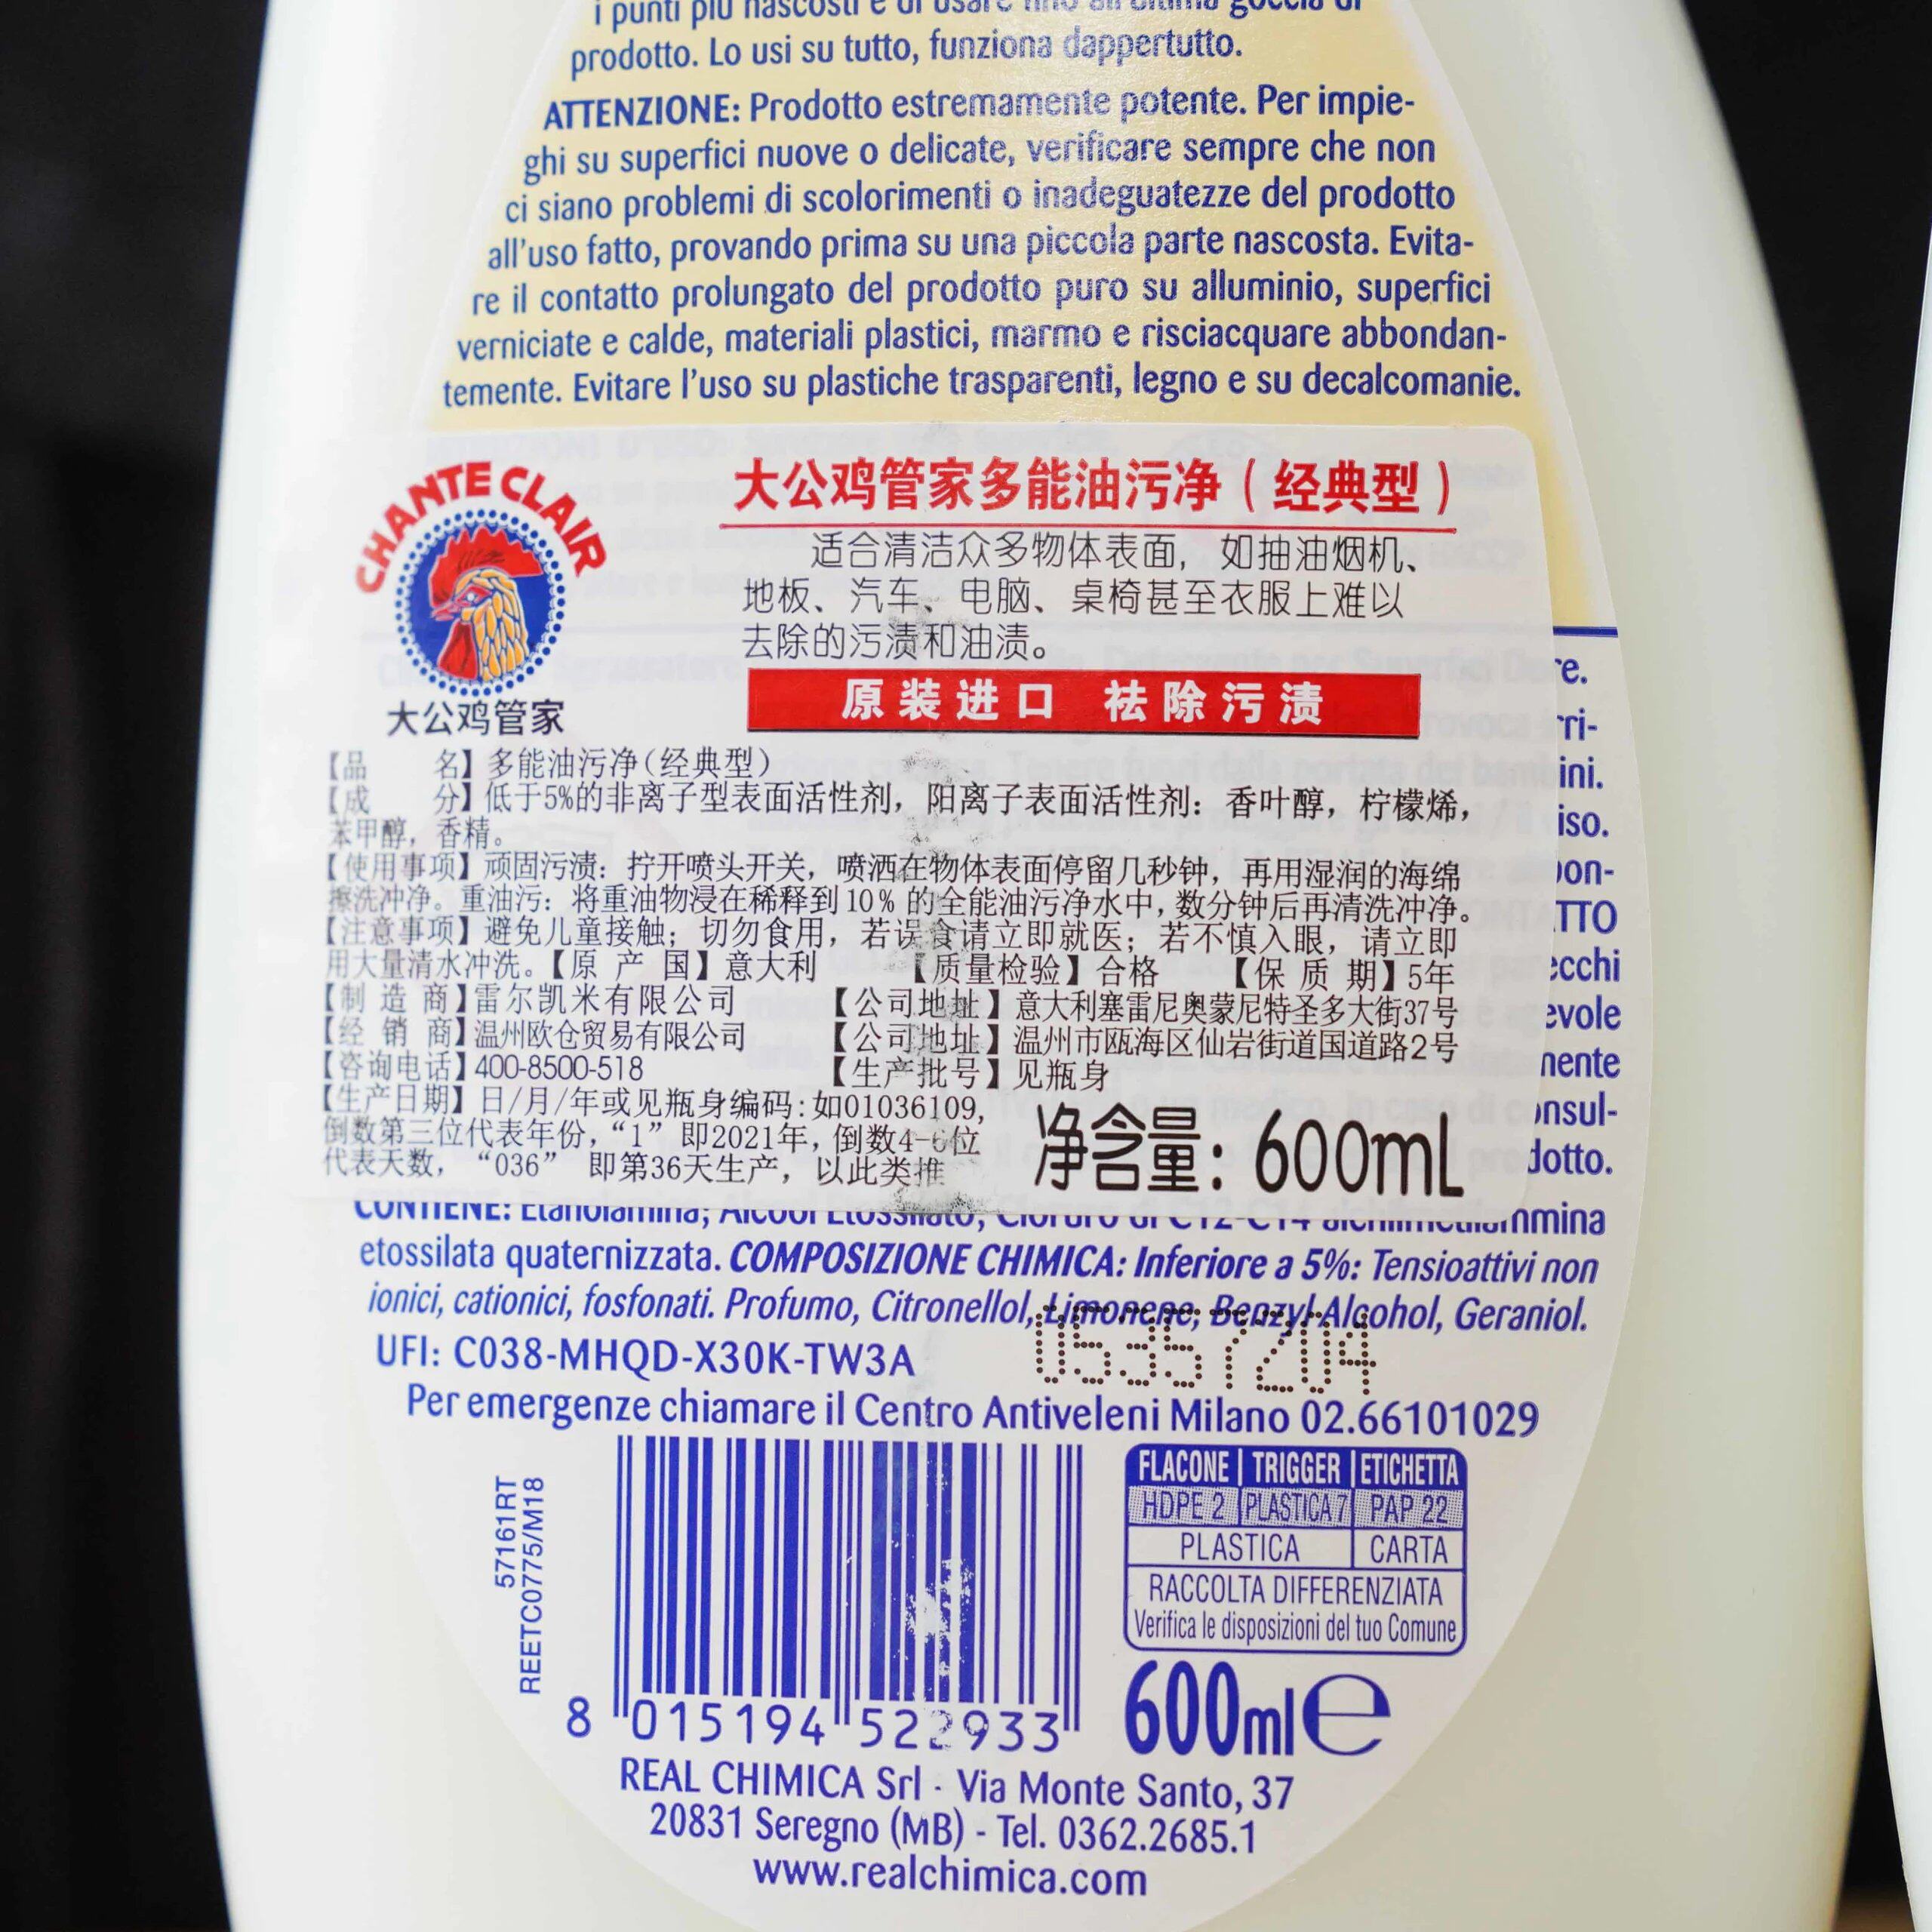 prodotto. Lo usi su tutto, funziona dappertutto.
ATTENZIONE: Prodotto estremamente potente. Per impie-
ghi su superfici nuove o delicate, verificare sempre che non
ci siano problemi di scolorimenti o inadeguatezze del prodotto
all'uso fatto, provando prima su una piccola parte nascosta. Evita-
re il contatto prolungato del prodotto puro su alluminio, superfici
verniciate e calde, materiali plastici, marmo e risciacquare abbondan-
temente. Evitare l'uso su plastiche trasparenti, legno e su decalcomanie.
CHANTE CLAIR
大公鸡管家
大公鸡管家多能油污净（经典型）
适合清洁众多物体表面，如抽油烟机、
地板、汽车、电脑、桌椅甚至衣服上难以
去除的污渍和油渍。
原装进口 祛除污渍
【品 名】多能油污净(经典型)
【成 分】低于5%的非离子型表面活性剂，阳离子表面活性剂：香叶醇，柠檬烯，
苯甲醇，香精。
【使用事项】顽固污渍：拧开喷头开关，喷洒在物体表面停留几秒钟，再用湿润的海绵
擦洗冲净。重油污：将重油物浸在稀释到10%的全能油污净水中，数分钟后再清洗冲净。
【注意事项】避免儿童接触；切勿食用，若误食请立即就医；若不慎入眼，请立即
用大量清水冲洗。【原 产 国】意大利 【质量检验】合格 【保 质 期】5年
【制 造 商】雷尔凯米有限公司 【公司地址】意大利塞雷尼奥蒙尼特圣多大街37号
【经 销 商】温州欧仓贸易有限公司 【公司地址】温州市瓯海区仙岩街道国道路2号
【咨询电话】400-8500-518 【生产批号】见瓶身
【生产日期】日/月/年或见瓶身编码：如01036109,
倒数第三位代表年份，“1”即2021年，倒数4-6位
代表天数，“036”即第36天生产，以此类推
净含量：600mL
re.
rri-
ini.
iso.
on-
TTO
ecchi
evole
nente
onsul-
dotto.
CONTIENE: Etanolamina; Alcool Etossilato; Cloruro di C12-C14 alchilmetilammina
etossilata quaternizzata. COMPOSIZIONE CHIMICA: Inferiore a 5%: Tensioattivi non
ionici, cationici, fosfonati. Profumo, Citronellol, Limonene, Benzyl Alcohol, Geraniol.
UFI: C038-MHQD-X30K-TW3A
05357204
Per emergenze chiamare il Centro Antiveleni Milano 02.66101029
57161RT
REETC0775/M18
8 015194 522933
FLACONE TRIGGER ETICHETTA
HDPE 2 PLASTICA 7 PAP 22
PLASTICA CARTA
RACCOLTA DIFFERENZIATA
Verifica le disposizioni del tuo Comune
600ml e
REAL CHIMICA Srl - Via Monte Santo, 37
20831 Seregno (MB) - Tel. 0362.2685.1
www.realchimica.com